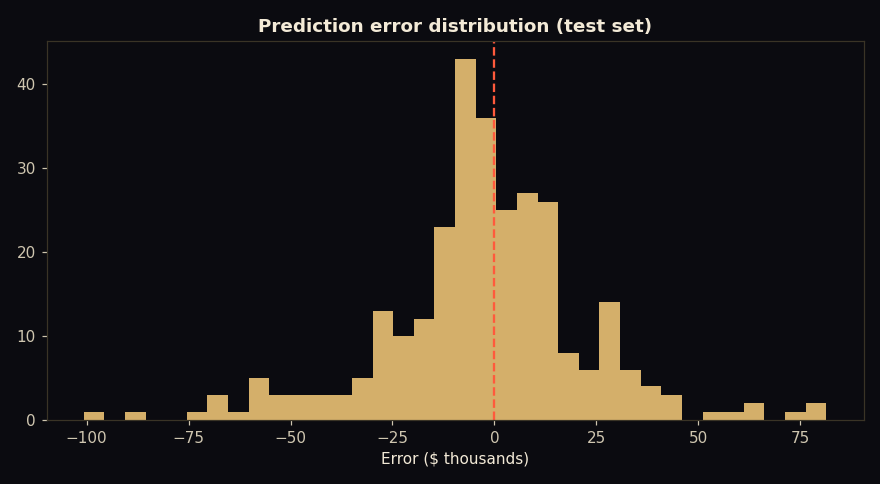 Prediction error distribution (test set)
40
30
20
10
0
−100 −75 −50 −25 0 25 50 75
Error ($ thousands)